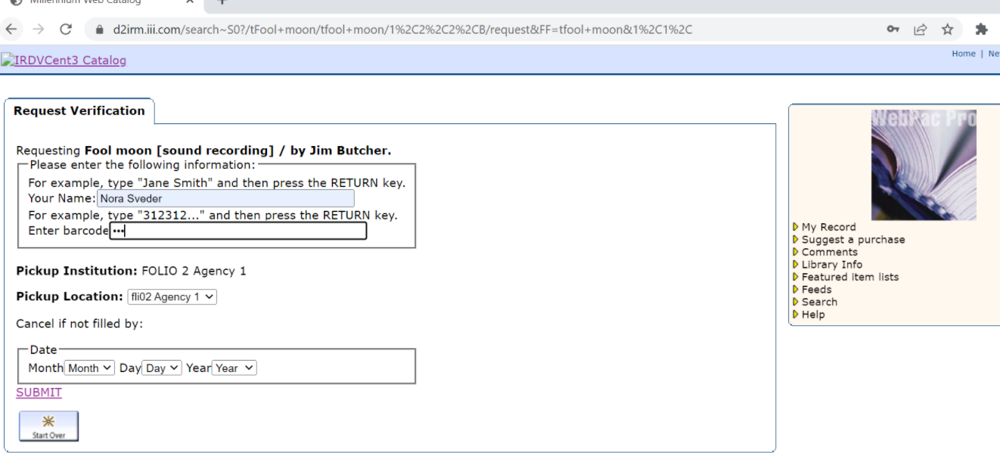 Millennium Web Catalog
d2irm.iii.com/search~S0?/tFool+moon/tfool+moon/1%2C2%2C2%2CB/request&FF=tfool+moon&1%2C1%2C
IRDVCent3 Catalog
Home |
Request Verification
Requesting Fool moon [sound recording] / by Jim Butcher.
Please enter the following information:
For example, type "Jane Smith" and then press the RETURN key.
Your Name: Nora Sveder
For example, type "312312..." and then press the RETURN key.
Enter barcode •••
Pickup Institution: FOLIO 2 Agency 1
Pickup Location: fli02 Agency 1
Cancel if not filled by:
Date
Month Month Day Day Year Year
SUBMIT
Start Over
WebPac Pro
My Record
Suggest a purchase
Comments
Library Info
Featured item lists
Feeds
Search
Help